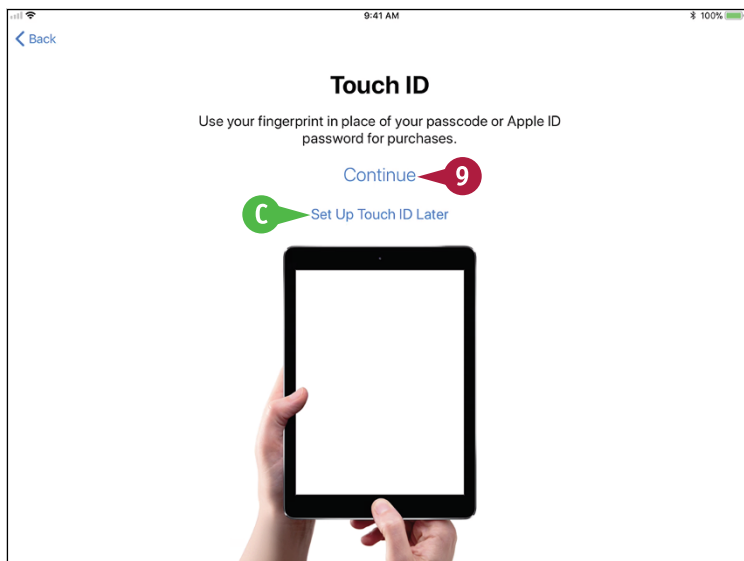 9:41 AM
100%
Back
Touch ID
Use your fingerprint in place of your passcode or Apple ID
password for purchases.
Continue
9
C
Set Up Touch ID Later